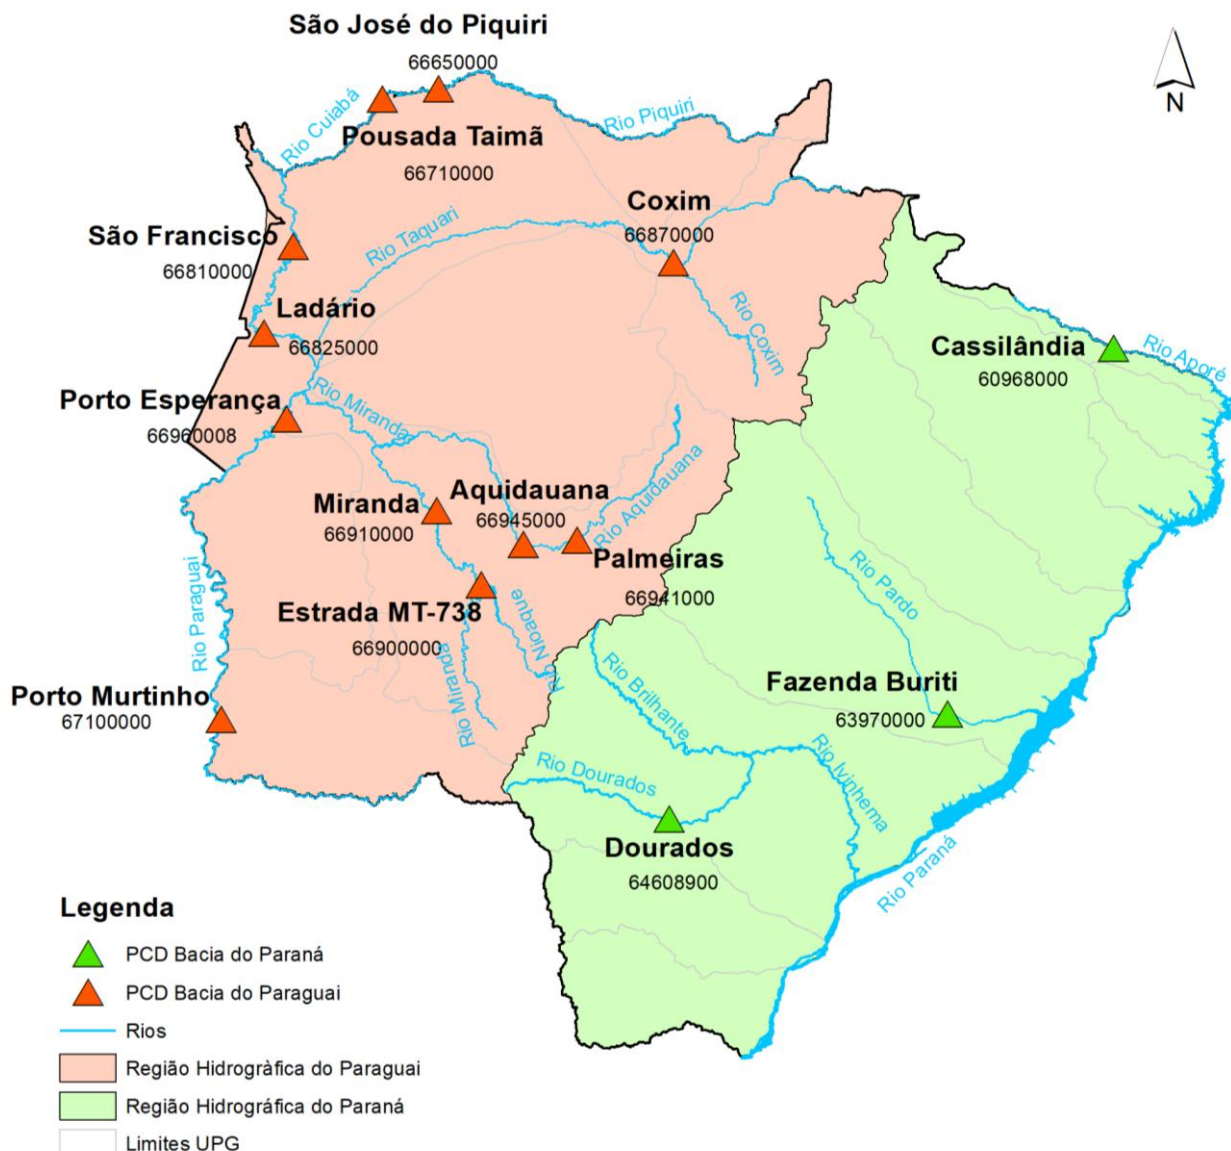 São José do Piquiri
66650000
N
Rio Cuiabá
Rio Piquiri
Pousada Taimã
66710000
Coxim
66870000
São Francisco
66810000
Rio Taquari
Ladário
66825000
Rio Coxim
Cassilândia
60968000
Rio Aporé
Porto Esperança
66960008
Rio Miranda
Miranda
66910000
Aquidauana
66945000
Rio Aquidauana
Palmeiras
66941000
Rio Pardo
Rio Paraguai
Estrada MT-738
66900000
Rio Nioaque
Rio Miranda
Porto Murtinho
67100000
Rio Brilhante
Fazenda Buriti
63970000
Rio Dourados
Rio Ivinhema
Dourados
64608900
Rio Paraná
Legenda
PCD Bacia do Paraná
PCD Bacia do Paraguai
Rios
Região Hidrogràfica do Paraguai
Região Hidrográfica do Paraná
Limites UPG